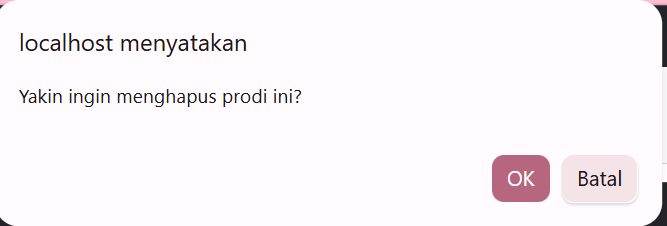 localhost menyatakan
Yakin ingin menghapus prodi ini?
OK
Batal